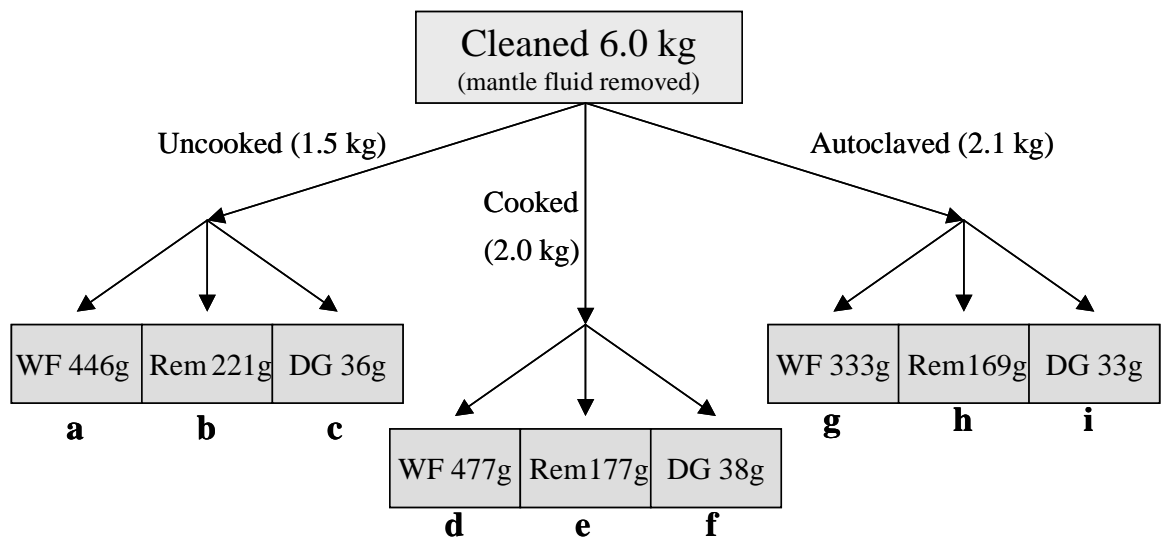 Cleaned 6.0 kg
(mantle fluid removed)
Uncooked (1.5 kg)
Cooked
(2.0 kg)
Autoclaved (2.1 kg)
WF 446g
Rem 221g
DG 36g
a
b
c
WF 477g
Rem177g
DG 38g
d
e
f
WF 333g
Rem169g
DG 33g
g
h
i